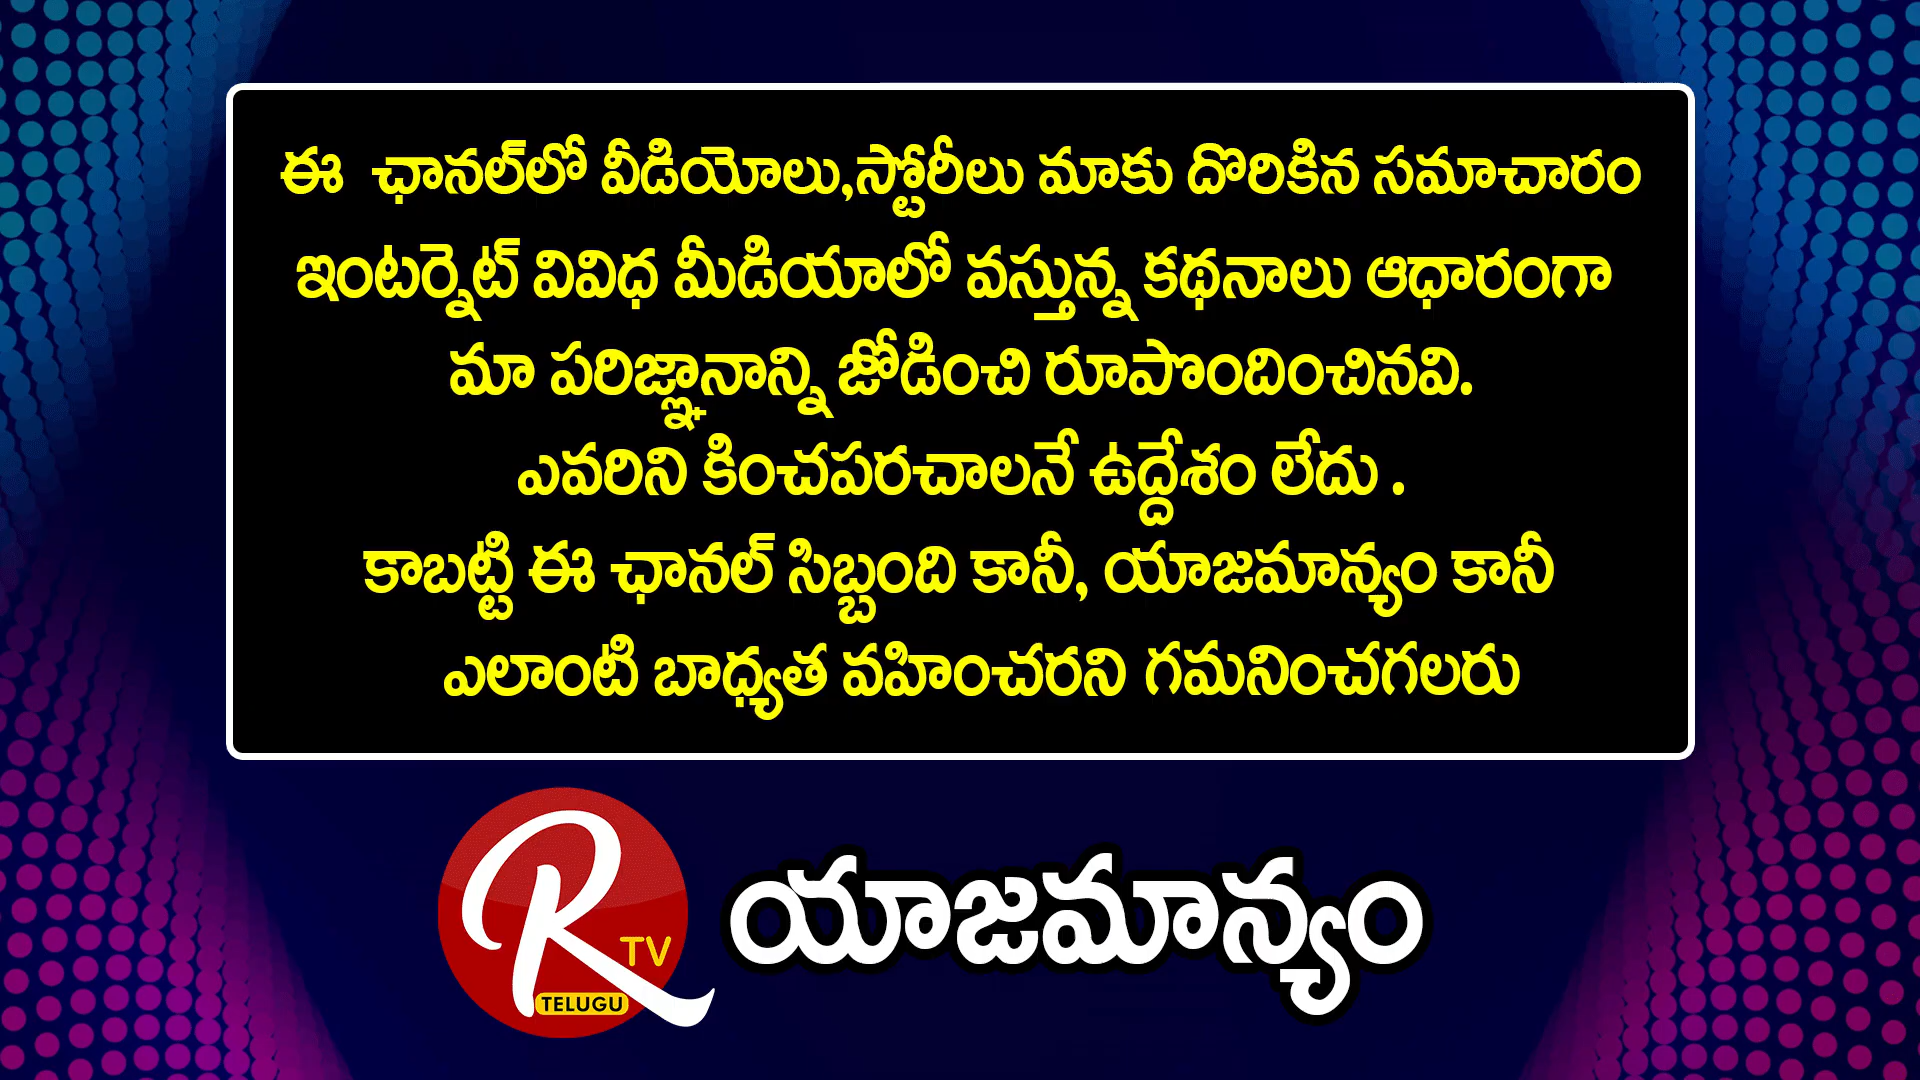 ఈ ఛానల్‌లో వీడియోలు,స్టోరీలు మాకు దొరికిన సమాచారం
ఇంటర్నెట్ వివిధ మీడియాలో వస్తున్న కథనాలు ఆధారంగా
మా పరిజ్ఞానాన్ని జోడించి రూపొందించినవి.
ఎవరిని కించపరచాలనే ఉద్దేశం లేదు .
కాబట్టి ఈ ఛానల్ సిబ్బంది కానీ, యాజమాన్యం కానీ
ఎలాంటి బాధ్యత వహించరని గమనించగలరు
R TV TELUGU
యాజమాన్యం